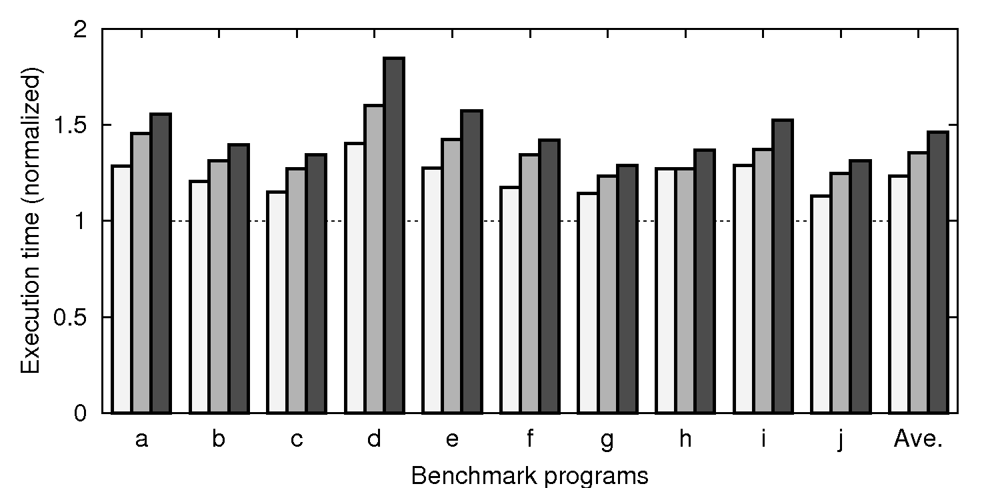 2
1.5
1
0.5
0
Execution time (normalized)
a b c d e f g h i j Ave.
Benchmark programs